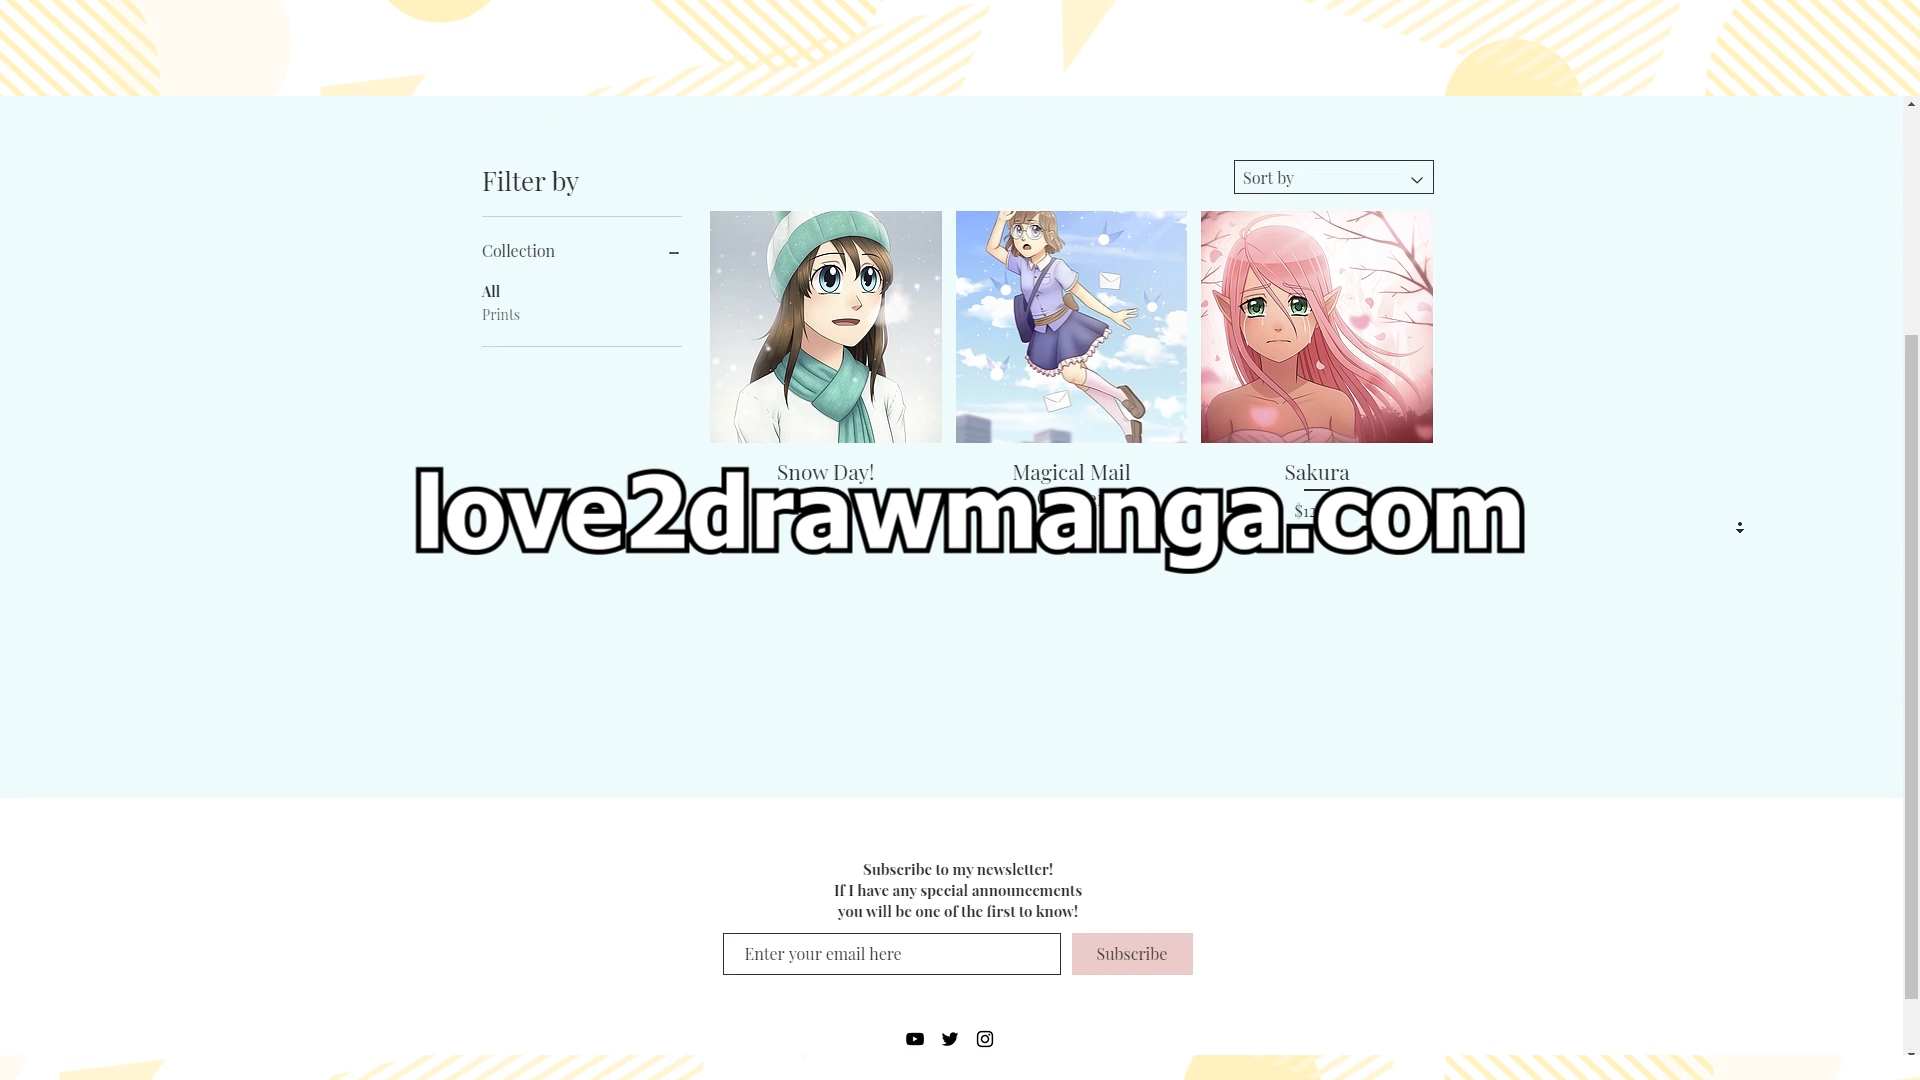 Filter by
Sort by
Collection
All
Prints
Snow Day!
Magical Mail
Sakura
love2drawmanga.com
Subscribe to my newsletter!
If I have any special announcements
you will be one of the first to know!
Enter your email here
Subscribe